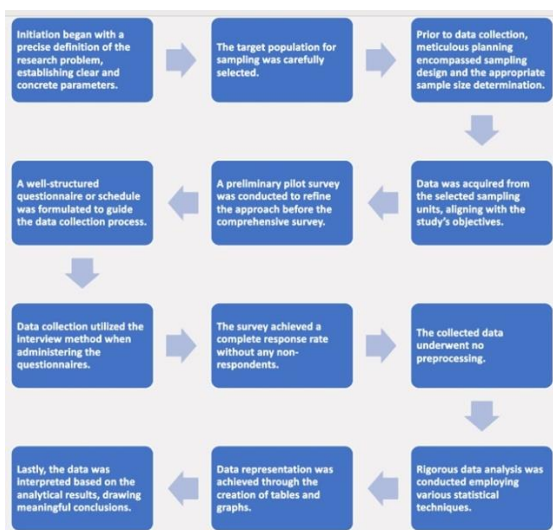 Initiation began with a
precise definition of the
research problem,
establishing clear and
concrete parameters.
The target population for
sampling was carefully
selected.
Prior to data collection,
meticulous planning
encompassed sampling
design and the appropriate
sample size determination.
Data was acquired from
the selected sampling
units, aligning with the
study's objectives.
A preliminary pilot survey
was conducted to refine
the approach before the
comprehensive survey.
A well-structured
questionnaire or schedule
was formulated to guide
the data collection process.
Data collection utilized the
interview method when
administering the
questionnaires.
The survey achieved a
complete response rate
without any non-
respondents.
The collected data
underwent no
preprocessing.
Rigorous data analysis was
conducted employing
various statistical
techniques.
Data representation was
achieved through the
creation of tables and
graphs.
Lastly, the data was
interpreted based on the
analytical results, drawing
meaningful conclusions.